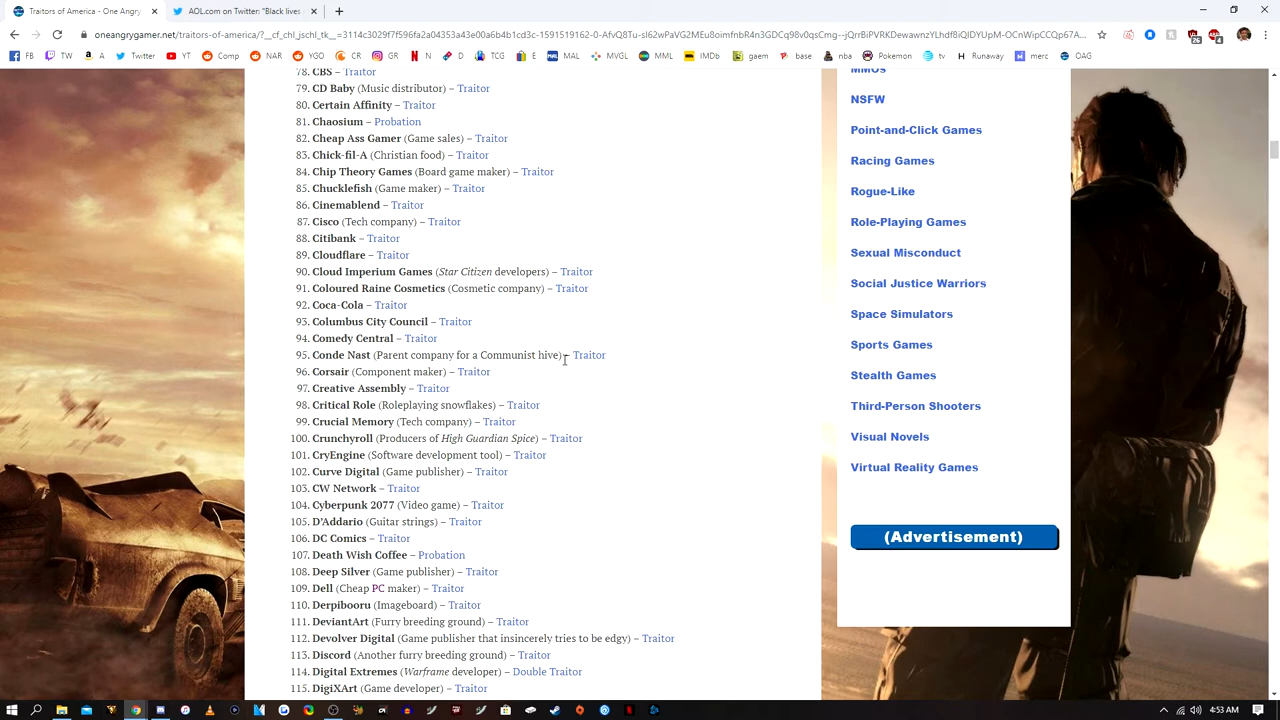 Traitors of America - One Angry
AOL.com on Twitter: "Black lives
oneangrygamer.net/traitors-of-america/?__cf_chl_jschl_tk__=3114c3029f7f596fa2a04353a43e00a6b4b1cd3c-1591519162-0-AfvQ8Tu-sl62wPaVG2MEu8oimfnbR4n3GDCq98v0qsCmg--jQrrBiPVRKDewawnzYLhdf8iQlDYUpM-OCnWipCCQp67A...
FB TW A Twitter YT Comp NAR YGO CR GR N D TCG E MAL MVGL MML IMDb gaem base nba Pokemon tv Runaway merc OAG
78. CBS – Traitor
79. CD Baby (Music distributor) – Traitor
80. Certain Affinity – Traitor
81. Chaosium – Probation
82. Cheap Ass Gamer (Game sales) – Traitor
83. Chick-fil-A (Christian food) – Traitor
84. Chip Theory Games (Board game maker) – Traitor
85. Chucklefish (Game maker) – Traitor
86. Cinemablend – Traitor
87. Cisco (Tech company) – Traitor
88. Citibank – Traitor
89. Cloudflare – Traitor
90. Cloud Imperium Games (Star Citizen developers) – Traitor
91. Coloured Raine Cosmetics (Cosmetic company) – Traitor
92. Coca-Cola – Traitor
93. Columbus City Council – Traitor
94. Comedy Central – Traitor
95. Conde Nast (Parent company for a Communist hive) – Traitor
96. Corsair (Component maker) – Traitor
97. Creative Assembly – Traitor
98. Critical Role (Roleplaying snowflakes) – Traitor
99. Crucial Memory (Tech company) – Traitor
100. Crunchyroll (Producers of High Guardian Spice) – Traitor
101. CryEngine (Software development tool) – Traitor
102. Curve Digital (Game publisher) – Traitor
103. CW Network – Traitor
104. Cyberpunk 2077 (Video game) – Traitor
105. D'Addario (Guitar strings) – Traitor
106. DC Comics – Traitor
107. Death Wish Coffee – Probation
108. Deep Silver (Game publisher) – Traitor
109. Dell (Cheap PC maker) – Traitor
110. Derpibooru (Imageboard) – Traitor
111. DeviantArt (Furry breeding ground) – Traitor
112. Devolver Digital (Game publisher that insincerely tries to be edgy) – Traitor
113. Discord (Another furry breeding ground) – Traitor
114. Digital Extremes (Warframe developer) – Double Traitor
115. DigiXArt (Game developer) – Traitor
MMOs
NSFW
Point-and-Click Games
Racing Games
Rogue-Like
Role-Playing Games
Sexual Misconduct
Social Justice Warriors
Space Simulators
Sports Games
Stealth Games
Third-Person Shooters
Visual Novels
Virtual Reality Games
(Advertisement)
4:53 AM